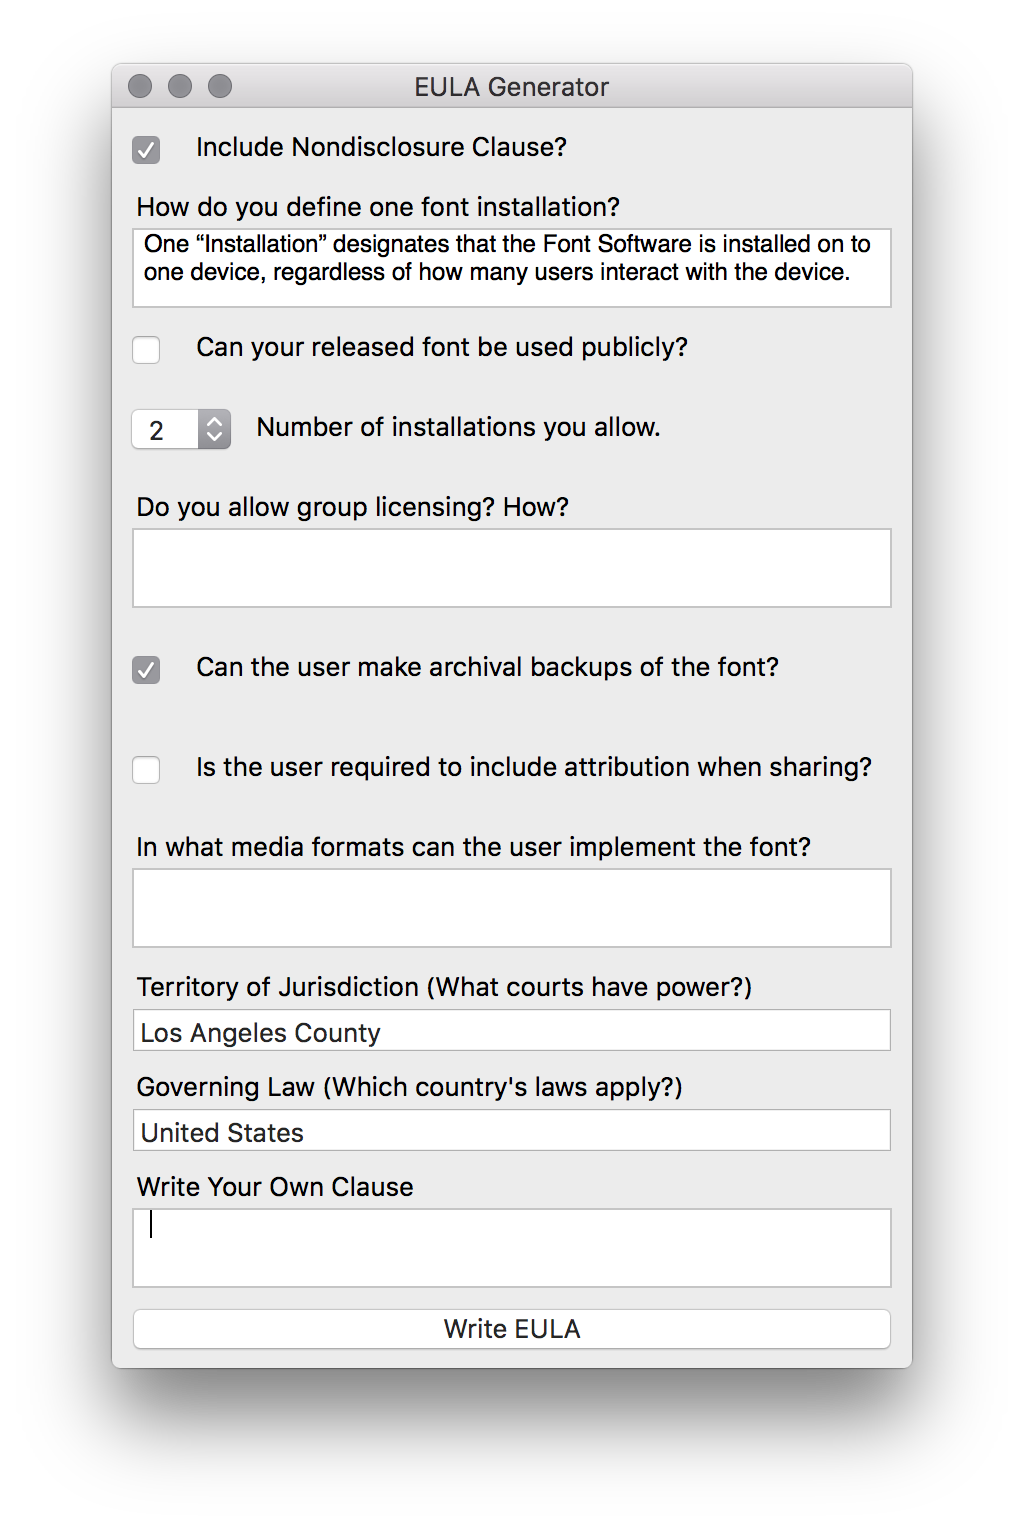 EULA Generator
Include Nondisclosure Clause?
How do you define one font installation?
One “Installation” designates that the Font Software is installed on to
one device, regardless of how many users interact with the device.
Can your released font be used publicly?
2 Number of installations you allow.
Do you allow group licensing? How?
Can the user make archival backups of the font?
Is the user required to include attribution when sharing?
In what media formats can the user implement the font?
Territory of Jurisdiction (What courts have power?)
Los Angeles County
Governing Law (Which country's laws apply?)
United States
Write Your Own Clause
Write EULA